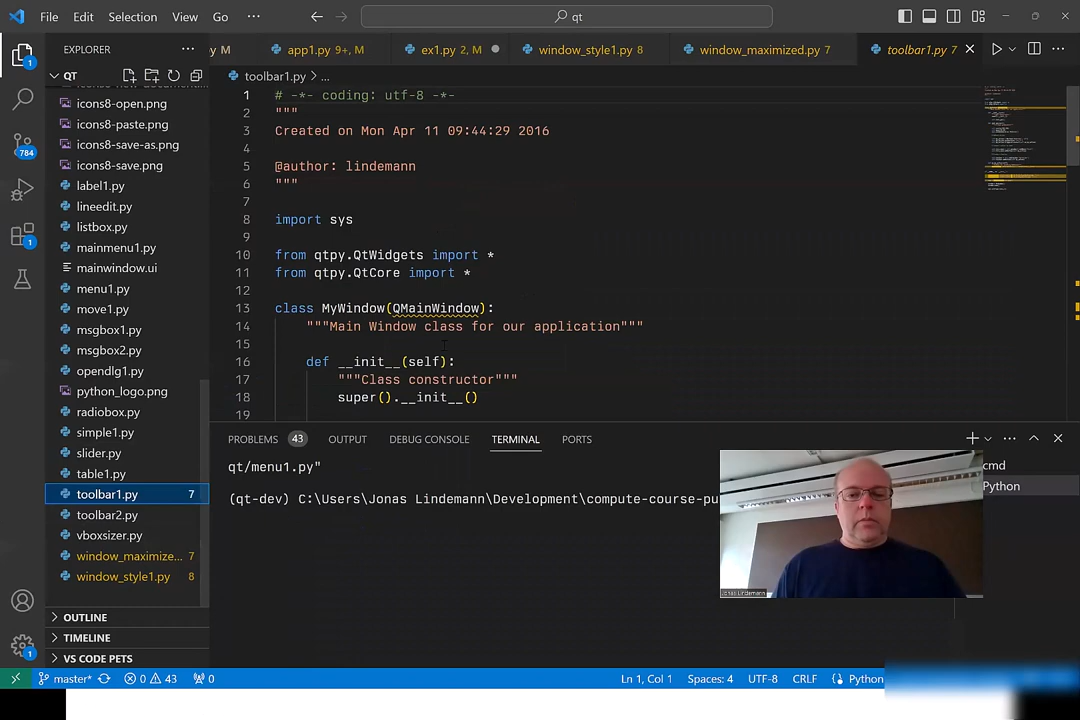 File Edit Selection View Go ··· qt
EXPLORER ···
QT
icons8-open.png
icons8-paste.png
icons8-save-as.png
icons8-save.png
label1.py
lineedit.py
listbox.py
mainmenu1.py
mainwindow.ui
menu1.py
move1.py
msgbox1.py
msgbox2.py
opendlg1.py
python_logo.png
radiobox.py
simple1.py
slider.py
table1.py
toolbar1.py 7
toolbar2.py
vboxsizer.py
window_maximize... 7
window_style1.py 8
OUTLINE
TIMELINE
VS CODE PETS
1
784
1
1
.py M app1.py 9+, M ex1.py 2, M window_style1.py 8 window_maximized.py 7 toolbar1.py 7
toolbar1.py > ...
1 # -*- coding: utf-8 -*-
2 """
3 Created on Mon Apr 11 09:44:29 2016
4
5 @author: lindemann
6 """
7
8 import sys
9
10 from qtpy.QtWidgets import *
11 from qtpy.QtCore import *
12
13 class MyWindow(QMainWindow):
14 """Main Window class for our application"""
15
16 def __init__(self):
17 """Class constructor"""
18 super().__init__()
19
PROBLEMS 43 OUTPUT DEBUG CONSOLE TERMINAL PORTS
qt/menu1.py"
(qt-dev) C:\Users\Jonas Lindemann\Development\compute-course-pu
cmd
Python
Jonas Lindemann
master* 0 43 0 Ln 1, Col 1 Spaces: 4 UTF-8 CRLF Python